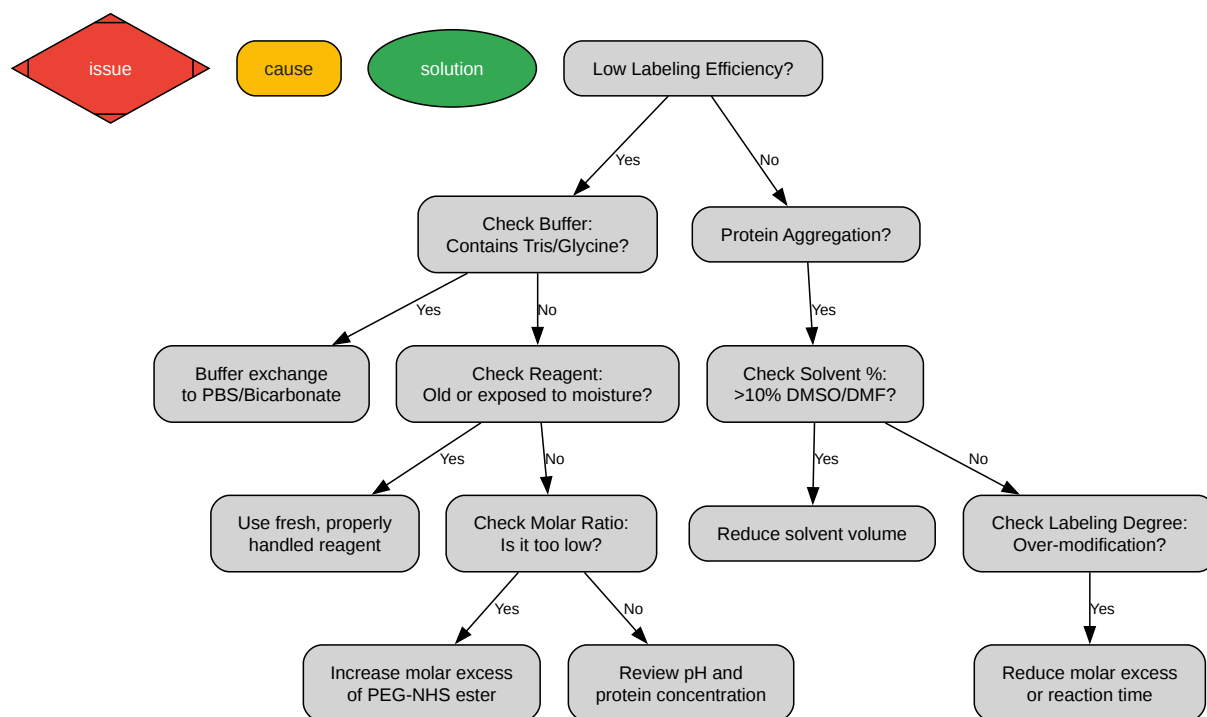 issue
cause
solution
Low Labeling Efficiency?
Yes
No
Check Buffer:
Contains Tris/Glycine?
Protein Aggregation?
Yes
No
Yes
Buffer exchange
to PBS/Bicarbonate
Check Reagent:
Old or exposed to moisture?
Check Solvent %:
>10% DMSO/DMF?
Yes
No
Yes
No
Use fresh, properly
handled reagent
Check Molar Ratio:
Is it too low?
Reduce solvent volume
Check Labeling Degree:
Over-modification?
Yes
No
Yes
Increase molar excess
of PEG-NHS ester
Review pH and
protein concentration
Reduce molar excess
or reaction time